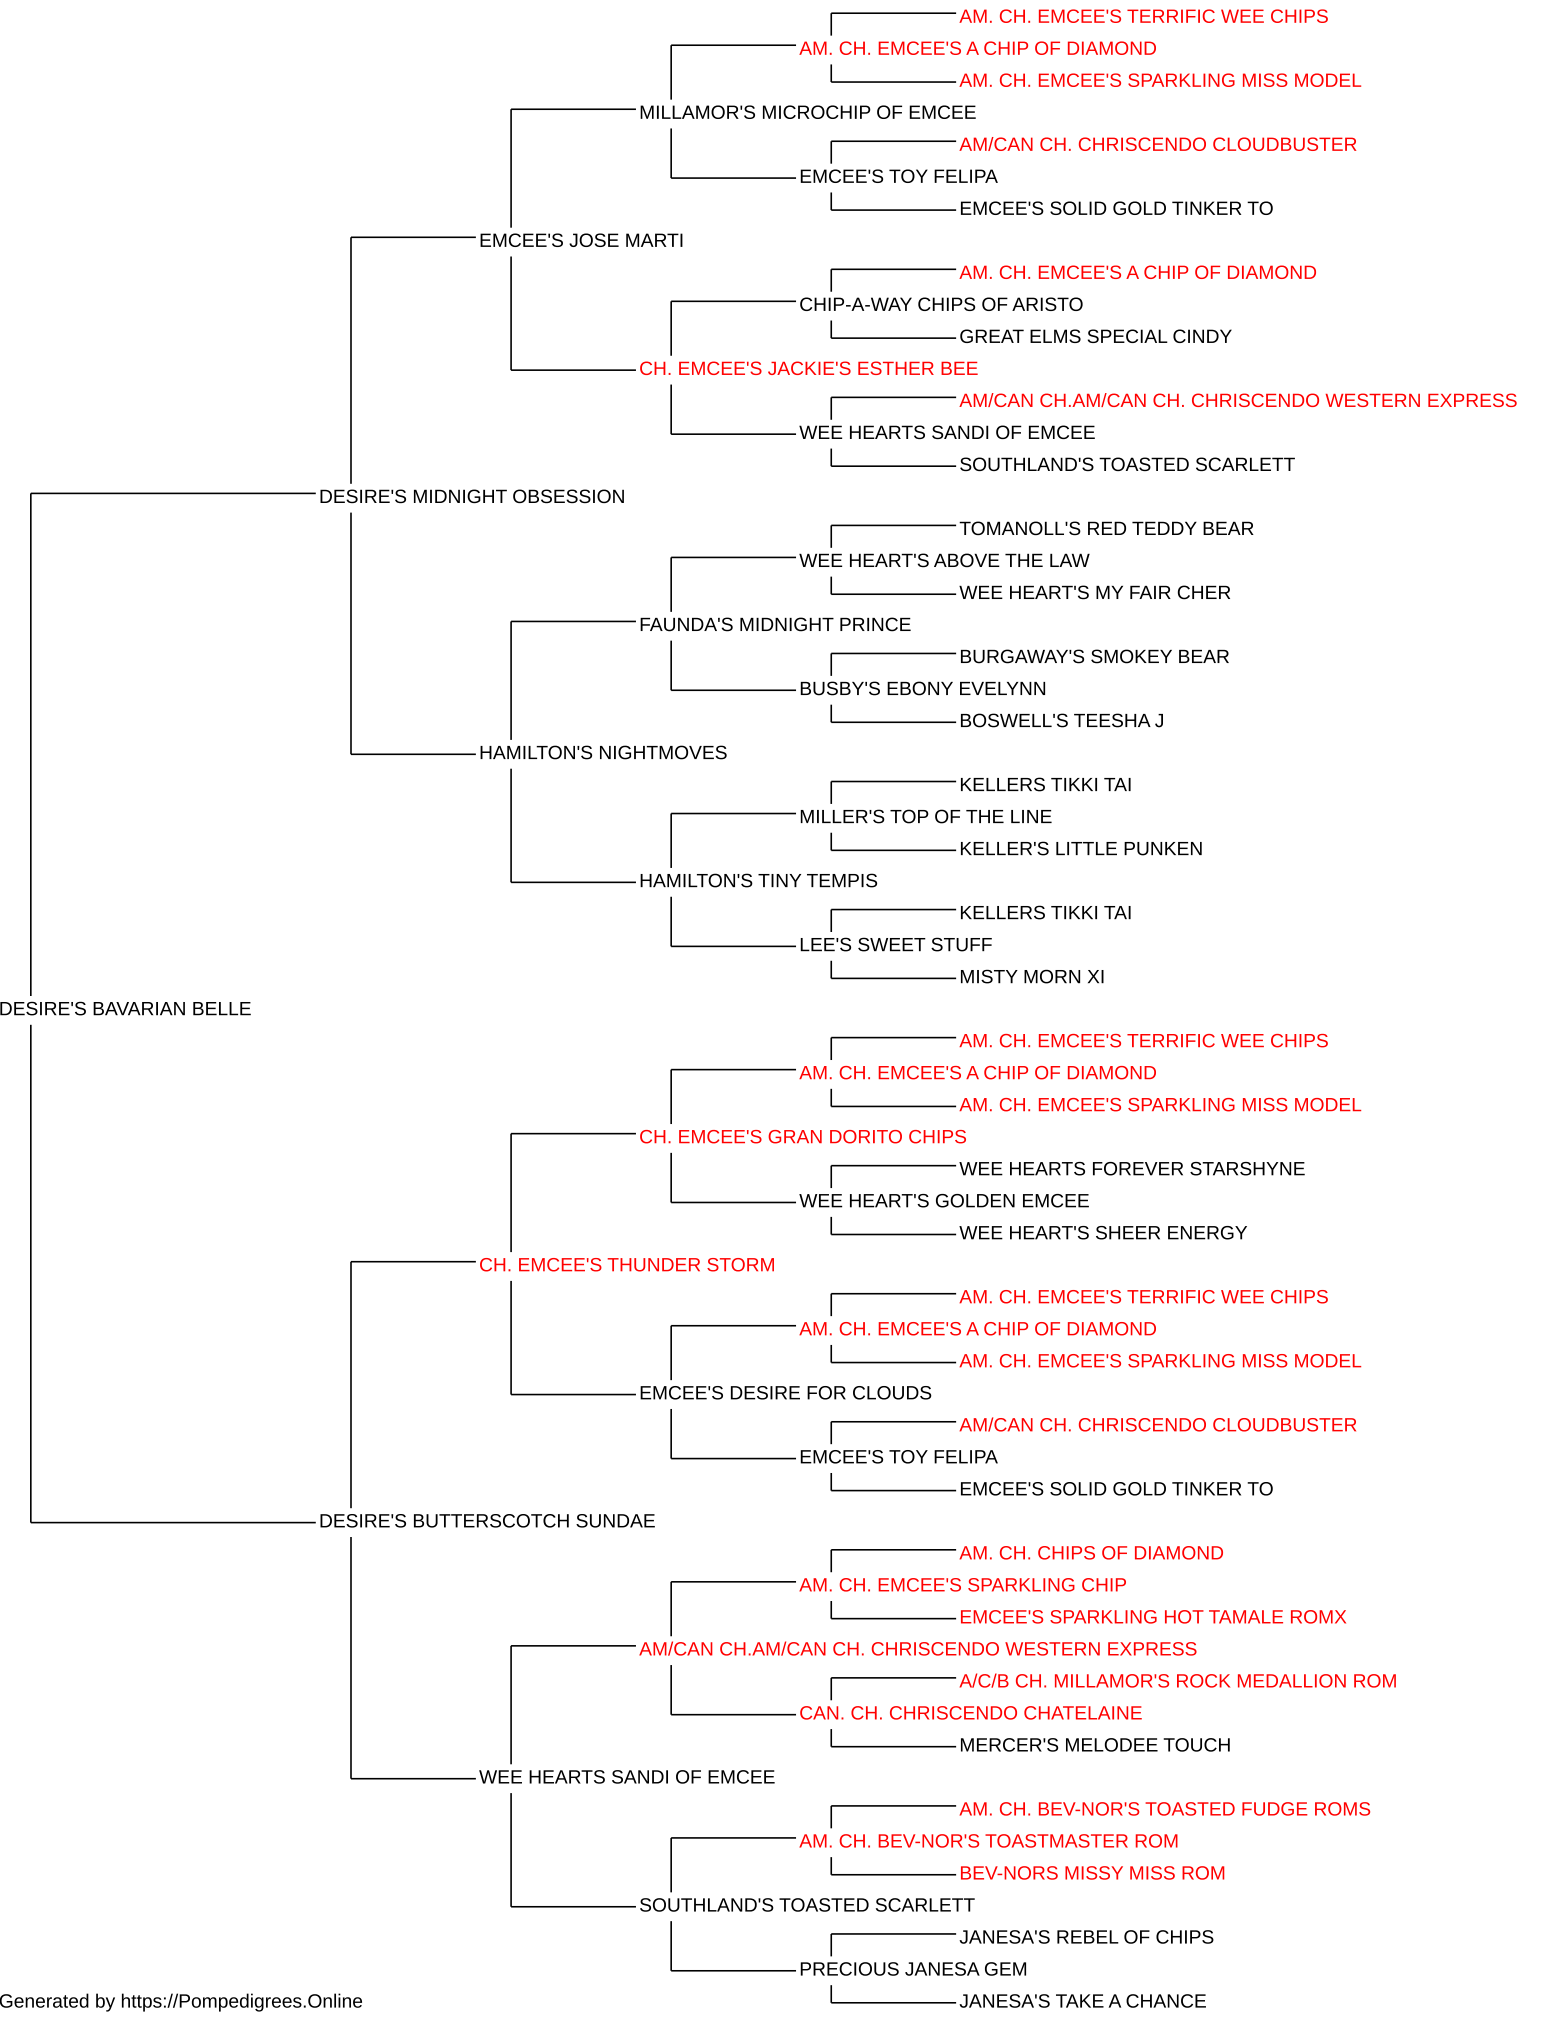 AM. CH. EMCEE'S TERRIFIC WEE CHIPS
AM. CH. EMCEE'S A CHIP OF DIAMOND
AM. CH. EMCEE'S SPARKLING MISS MODEL
MILLAMOR'S MICROCHIP OF EMCEE
AM/CAN CH. CHRISCENDO CLOUDBUSTER
EMCEE'S TOY FELIPA
EMCEE'S SOLID GOLD TINKER TO
EMCEE'S JOSE MARTI
AM. CH. EMCEE'S A CHIP OF DIAMOND
CHIP-A-WAY CHIPS OF ARISTO
GREAT ELMS SPECIAL CINDY
CH. EMCEE'S JACKIE'S ESTHER BEE
AM/CAN CH.AM/CAN CH. CHRISCENDO WESTERN EXPRESS
WEE HEARTS SANDI OF EMCEE
SOUTHLAND'S TOASTED SCARLETT
DESIRE'S MIDNIGHT OBSESSION
TOMANOLL'S RED TEDDY BEAR
WEE HEART'S ABOVE THE LAW
WEE HEART'S MY FAIR CHER
FAUNDA'S MIDNIGHT PRINCE
BURGAWAY'S SMOKEY BEAR
BUSBY'S EBONY EVELYNN
BOSWELL'S TEESHA J
HAMILTON'S NIGHTMOVES
KELLERS TIKKI TAI
MILLER'S TOP OF THE LINE
KELLER'S LITTLE PUNKEN
HAMILTON'S TINY TEMPIS
KELLERS TIKKI TAI
LEE'S SWEET STUFF
MISTY MORN XI
DESIRE'S BAVARIAN BELLE
AM. CH. EMCEE'S TERRIFIC WEE CHIPS
AM. CH. EMCEE'S A CHIP OF DIAMOND
AM. CH. EMCEE'S SPARKLING MISS MODEL
CH. EMCEE'S GRAN DORITO CHIPS
WEE HEARTS FOREVER STARSHYNE
WEE HEART'S GOLDEN EMCEE
WEE HEART'S SHEER ENERGY
CH. EMCEE'S THUNDER STORM
AM. CH. EMCEE'S TERRIFIC WEE CHIPS
AM. CH. EMCEE'S A CHIP OF DIAMOND
AM. CH. EMCEE'S SPARKLING MISS MODEL
EMCEE'S DESIRE FOR CLOUDS
AM/CAN CH. CHRISCENDO CLOUDBUSTER
EMCEE'S TOY FELIPA
EMCEE'S SOLID GOLD TINKER TO
DESIRE'S BUTTERSCOTCH SUNDAE
AM. CH. CHIPS OF DIAMOND
AM. CH. EMCEE'S SPARKLING CHIP
EMCEE'S SPARKLING HOT TAMALE ROMX
AM/CAN CH.AM/CAN CH. CHRISCENDO WESTERN EXPRESS
A/C/B CH. MILLAMOR'S ROCK MEDALLION ROM
CAN. CH. CHRISCENDO CHATELAINE
MERCER'S MELODEE TOUCH
WEE HEARTS SANDI OF EMCEE
AM. CH. BEV-NOR'S TOASTED FUDGE ROMS
AM. CH. BEV-NOR'S TOASTMASTER ROM
BEV-NORS MISSY MISS ROM
SOUTHLAND'S TOASTED SCARLETT
JANESA'S REBEL OF CHIPS
PRECIOUS JANESA GEM
JANESA'S TAKE A CHANCE
Generated by https://Pompedigrees.Online